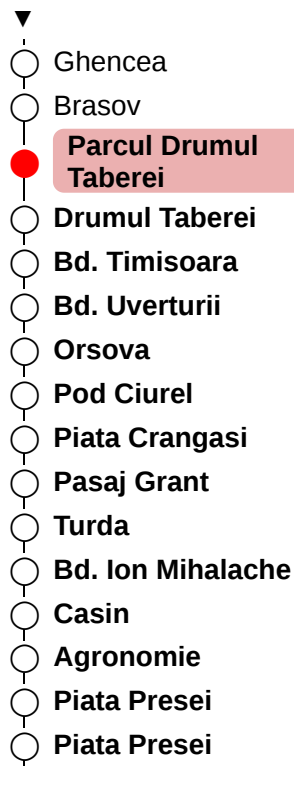 Ghencea
Brasov
Parcul Drumul
Taberei
Drumul Taberei
Bd. Timisoara
Bd. Uverturii
Orsova
Pod Ciurel
Piata Crangasi
Pasaj Grant
Turda
Bd. Ion Mihalache
Casin
Agronomie
Piata Presei
Piata Presei